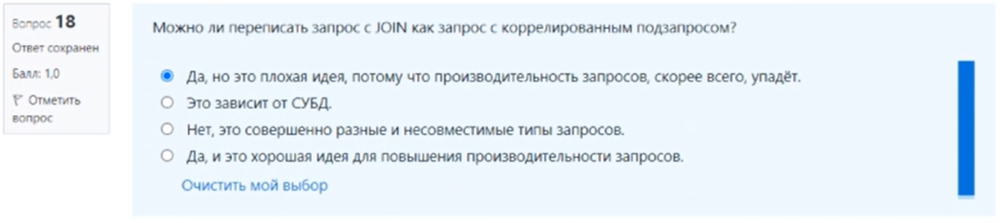 Вопрос 18
Ответ сохранен
Балл: 1,0
Отметить
вопрос
Можно ли переписать запрос с JOIN как запрос с коррелированным подзапросом?
Да, но это плохая идея, потому что производительность запросов, скорее всего, упадёт.
Это зависит от СУБД.
Нет, это совершенно разные и несовместимые типы запросов.
Да, и это хорошая идея для повышения производительности запросов.
Очистить мой выбор